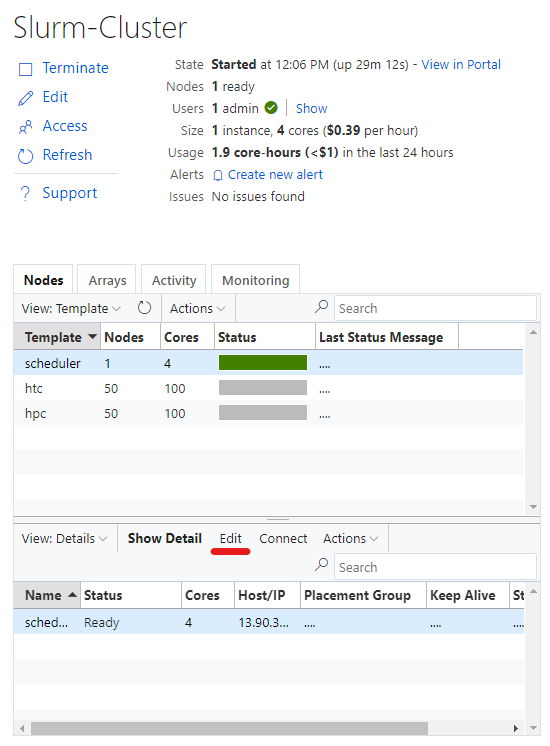 Slurm-Cluster
Terminate
Edit
Access
Refresh
? Support
State Started at 12:06 PM (up 29m 12s) - View in Portal
Nodes 1 ready
Users 1 admin Show
Size 1 instance, 4 cores ($0.39 per hour)
Usage 1.9 core-hours (<$1) in the last 24 hours
Alerts Create new alert
Issues No issues found
Nodes Arrays Activity Monitoring
View: Template Actions Search
Template Nodes Cores Status Last Status Message
scheduler 1 4 ....
htc 50 100 ....
hpc 50 100 ....
View: Details Show Detail Edit Connect Actions
Search
Name Status Cores Host/IP Placement Group Keep Alive St
sched... Ready 4 13.90.3... .... .... ....